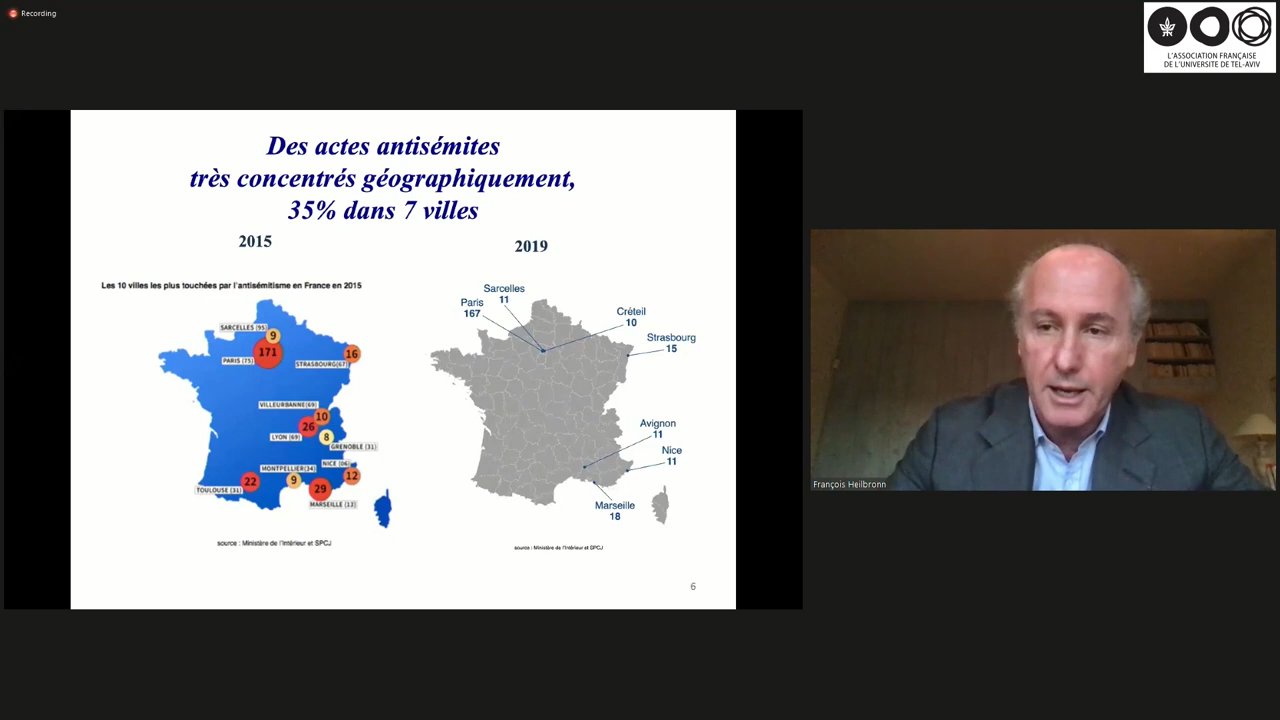 Recording
L'ASSOCIATION FRANÇAISE
DE L'UNIVERSITE DE TEL-AVIV
Des actes antisémites
très concentrés géographiquement,
35% dans 7 villes
2015
2019
Les 10 villes les plus touchées par l'antisémitisme en France en 2015
SARCELLES (95)
9
171
PARIS (75)
16
STRASBOURG(67)
VILLEURBANNE(69)
10
26
LYON (69)
8
GRENOBLE (31)
MONTPELLIER(34)
NICE (06)
12
22
9
TOULOUSE (31)
29
MARSEILLE (13)
source : Ministère de l'Intérieur et SPCJ
Sarcelles
11
Paris
167
Créteil
10
Strasbourg
15
Avignon
11
Nice
11
Marseille
18
source : Ministère de l'Intérieur et SPCJ
6
François Heilbronn